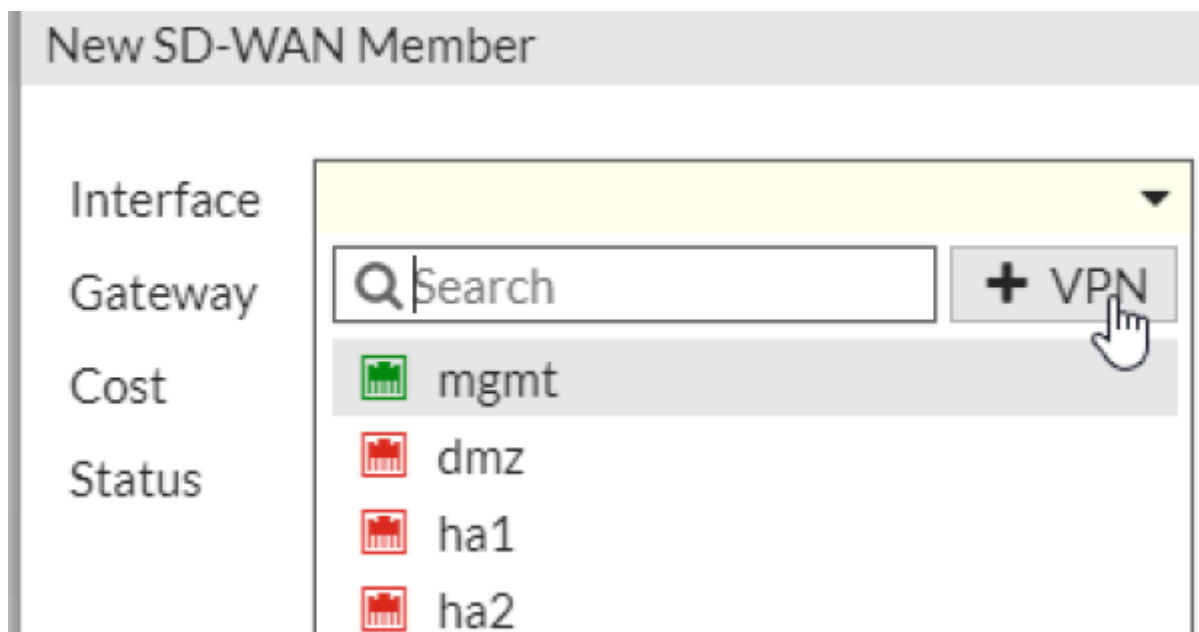 New SD-WAN Member
Interface
Gateway
Search
+ VPN
Cost
mgmt
Status
dmz
ha1
ha2